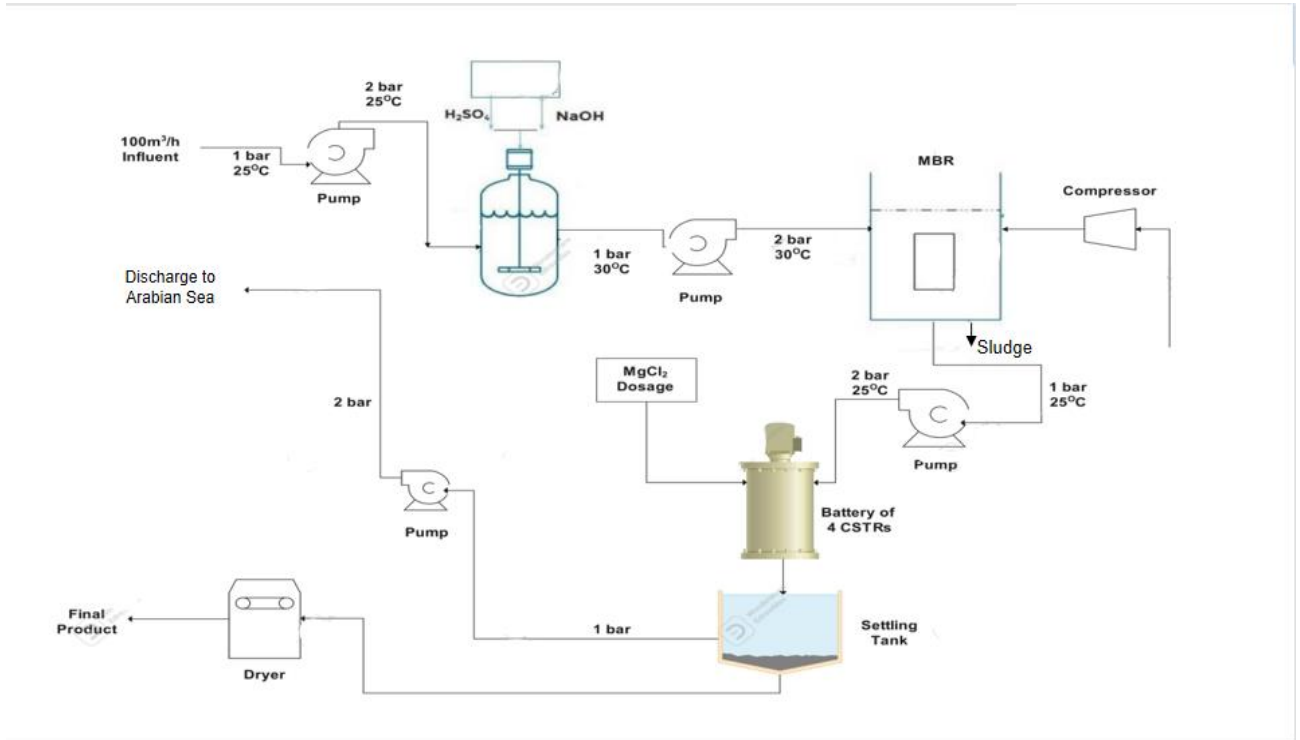 2 bar
25°C
H₂SO₄
NaOH
100m³/h
Influent
1 bar
25°C
Pump
MBR
Compressor
1 bar
30°C
2 bar
30°C
Pump
Discharge to
Arabian Sea
Sludge
MgCl₂
Dosage
2 bar
25°C
1 bar
25°C
2 bar
Pump
Pump
Battery of
4 CSTRs
Final
Product
1 bar
Settling
Tank
Dryer